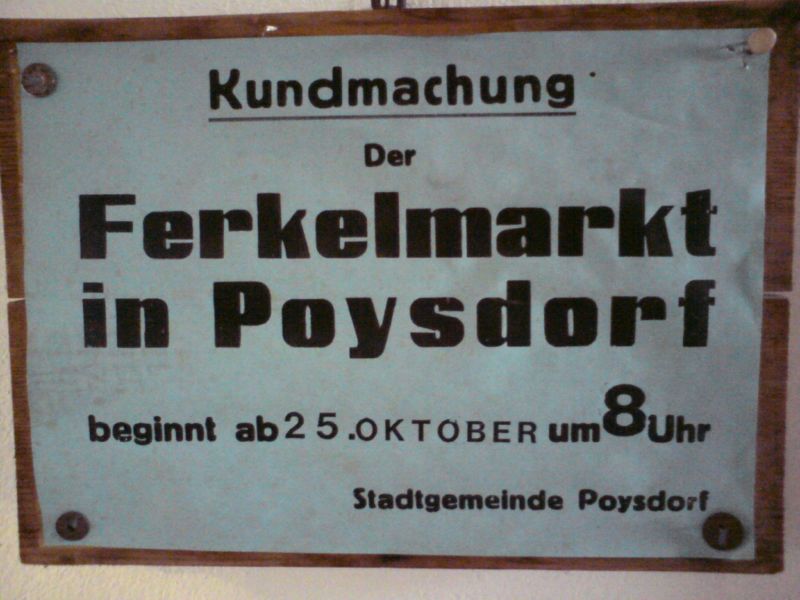 Kundmachung
Der
Ferkelmarkt
in Poysdorf
beginnt ab 25. OKTOBER um 8 Uhr
Stadtgemeinde Poysdorf